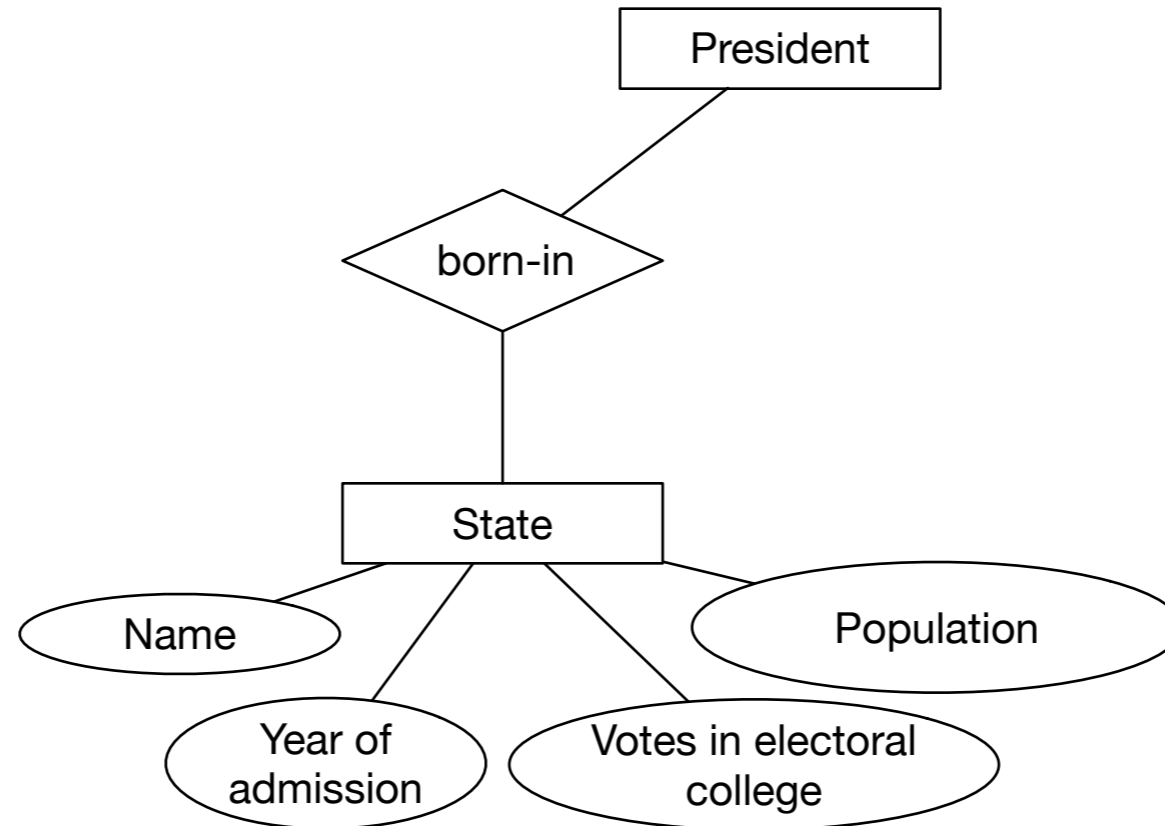 President
born-in
State
Name
Population
Year of
admission
Votes in electoral
college